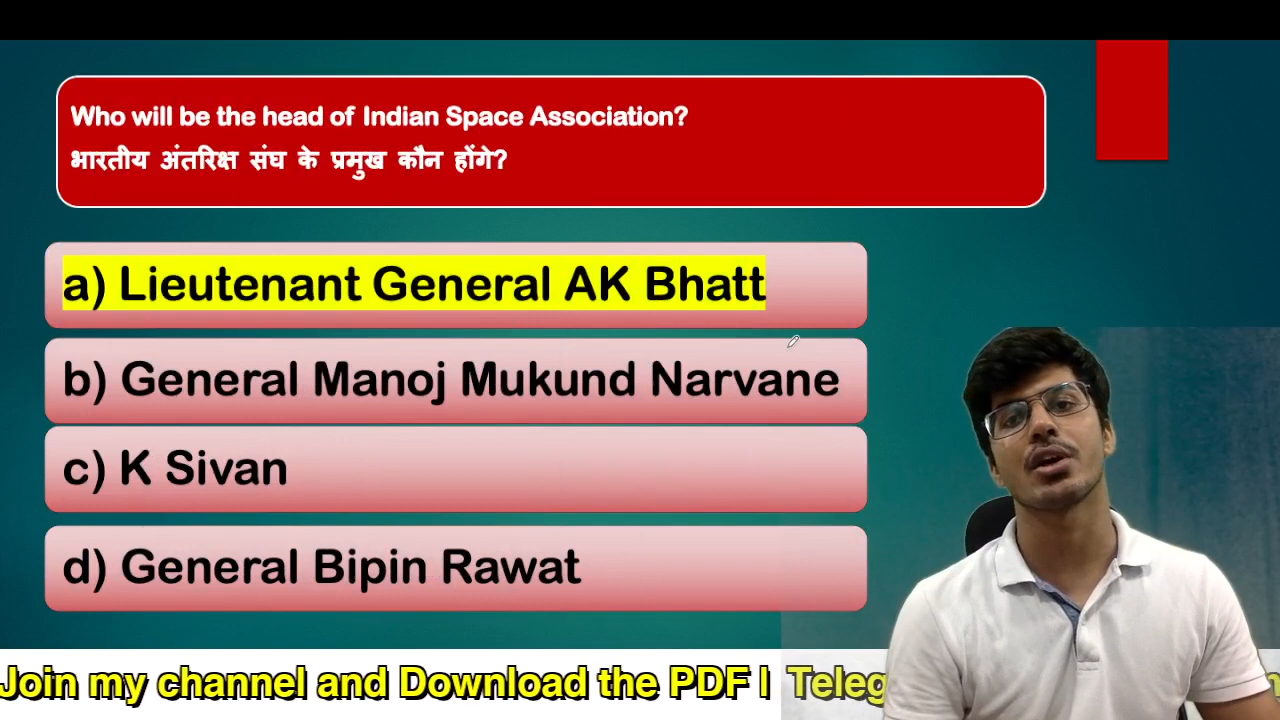 Who will be the head of Indian Space Association?
भारतीय अंतरिक्ष संघ के प्रमुख कौन होंगे?
a) Lieutenant General AK Bhatt
b) General Manoj Mukund Narvane
c) K Sivan
d) General Bipin Rawat
Join my channel and Download the PDF | Teleg